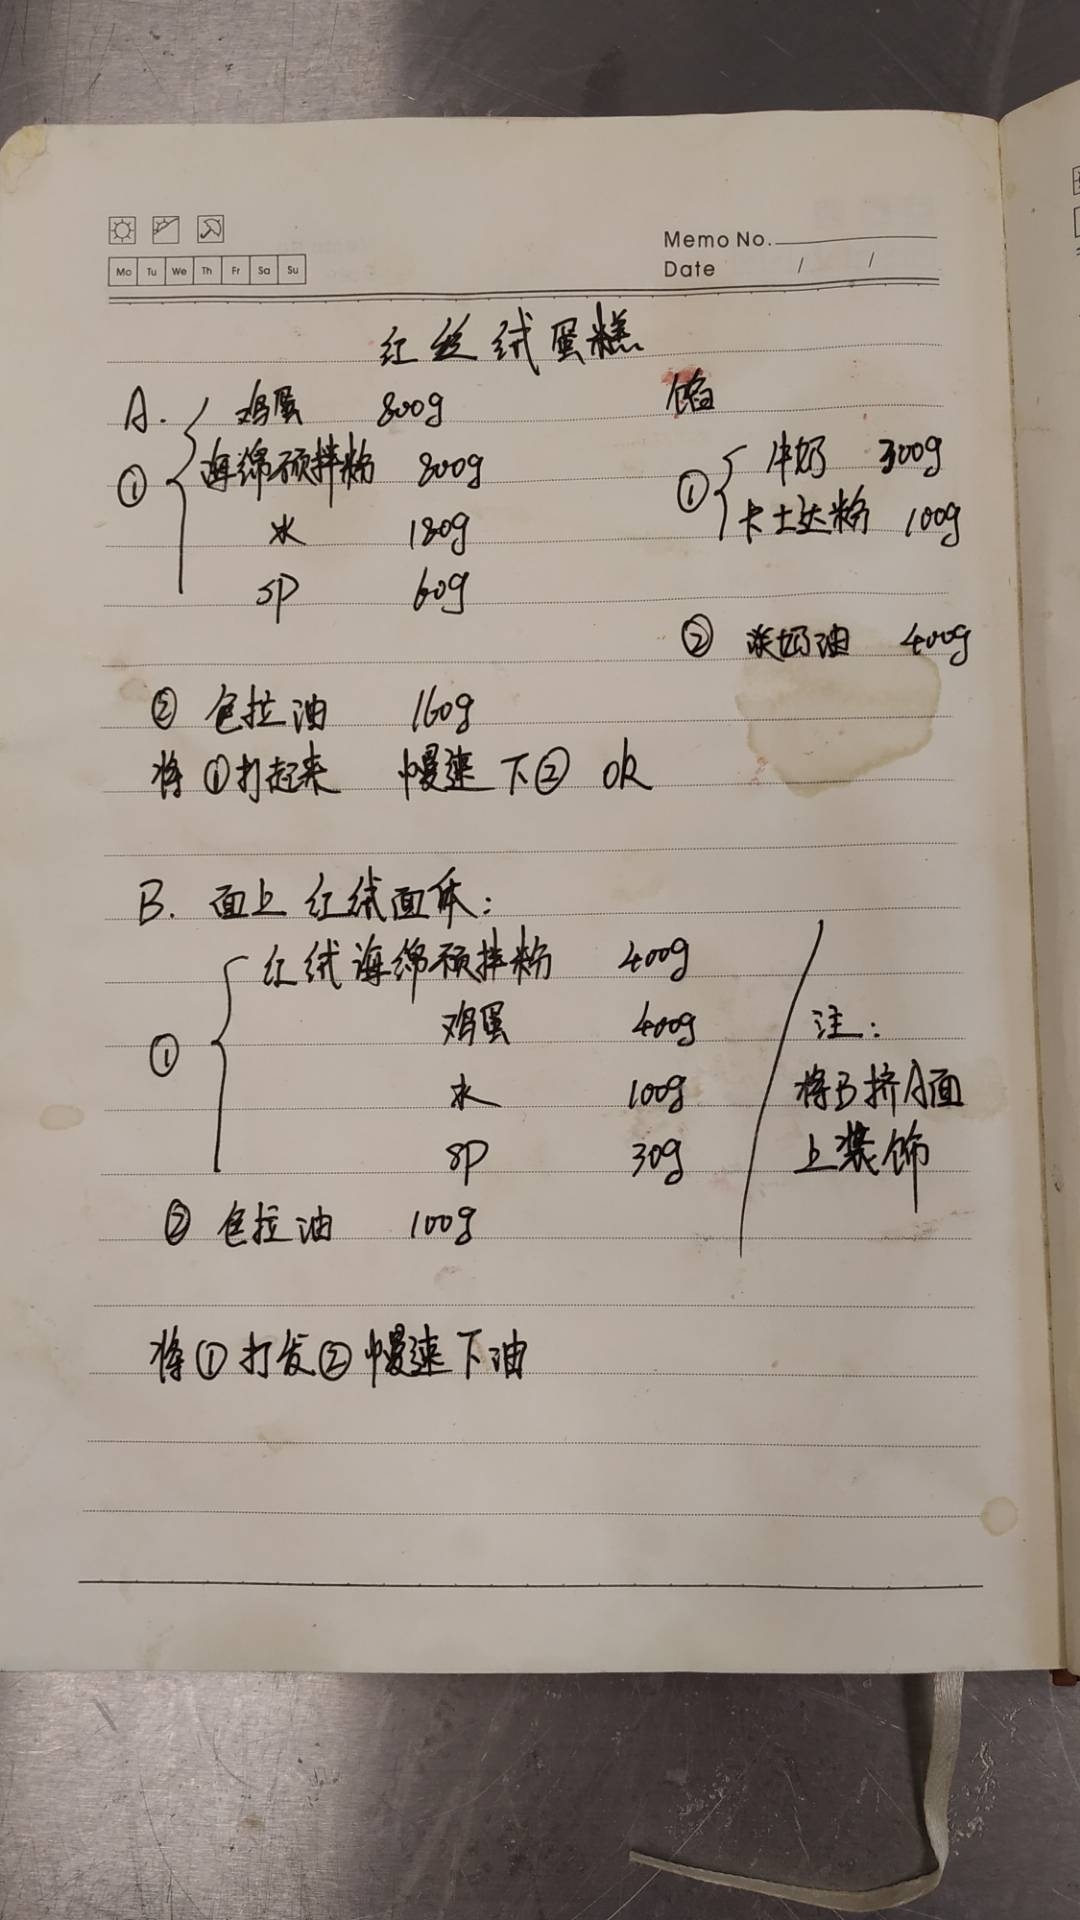 Memo No.
Mo Tu We Th Fr Sa Su
Date / /
红丝绒蛋糕
A.
① 鸡蛋 800g
海绵预拌粉 800g
水 180g
SP 60g
② 色拉油 160g
将①打起来 慢速下② ok
馅
① 牛奶 300g
卡士达粉 100g
② 淡奶油 400g
B. 面上红绒面体:
① 红绒海绵预拌粉 400g
鸡蛋 400g
水 100g
SP 30g
② 色拉油 100g
注:
将B挤A面
上装饰
将①打发②慢速下油